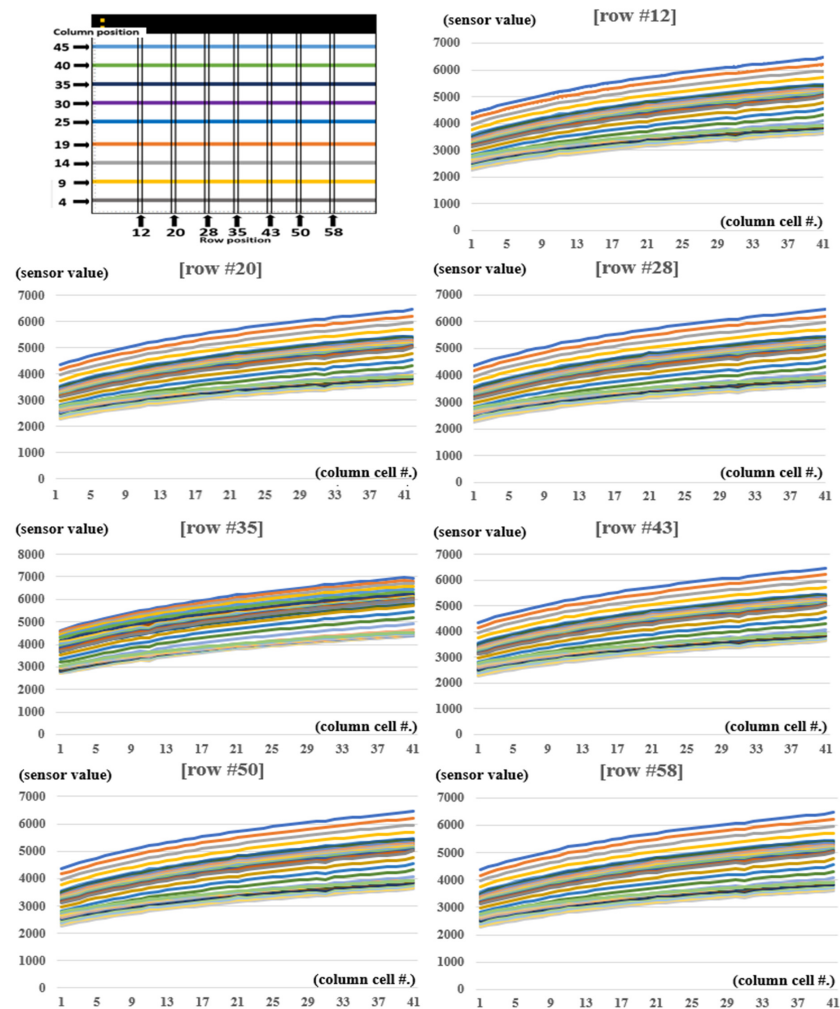 Column position
45
40
35
30
25
19
14
9
4
12 20 28 35 43 50 58
Row position
(sensor value)
[row #12]
7000
6000
5000
4000
3000
2000
1000
0
(column cell #.)
1 5 9 13 17 21 25 29 33 37 41
(sensor value)
[row #20]
7000
6000
5000
4000
3000
2000
1000
0
(column cell #.)
1 5 9 13 17 21 25 29 33 37 41
(sensor value)
[row #28]
7000
6000
5000
4000
3000
2000
1000
0
(column cell #.)
1 5 9 13 17 21 25 29 33 37 41
(sensor value)
[row #35]
8000
7000
6000
5000
4000
3000
2000
1000
0
(column cell #.)
1 5 9 13 17 21 25 29 33 37 41
(sensor value)
[row #43]
7000
6000
5000
4000
3000
2000
1000
0
(column cell #.)
1 5 9 13 17 21 25 29 33 37 41
(sensor value)
[row #50]
7000
6000
5000
4000
3000
2000
1000
0
(column cell #.)
1 5 9 13 17 21 25 29 33 37 41
(sensor value)
[row #58]
7000
6000
5000
4000
3000
2000
1000
0
(column cell #.)
1 5 9 13 17 21 25 29 33 37 41